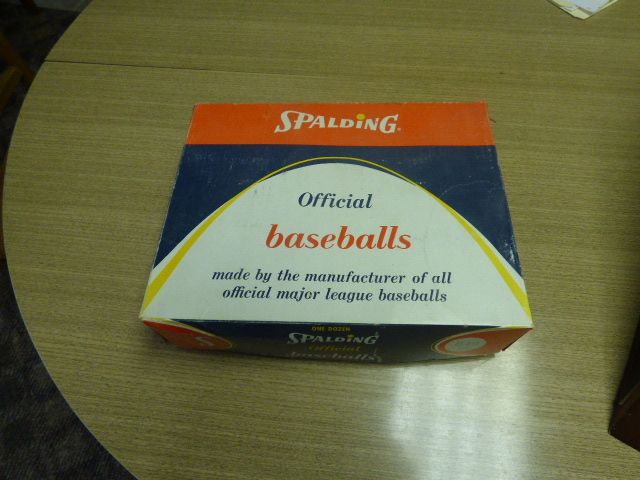 SPALDING
Official
baseballs
made by the manufacturer of all
official major league baseballs
ONE DOZEN
SPALDING
Official
baseballs